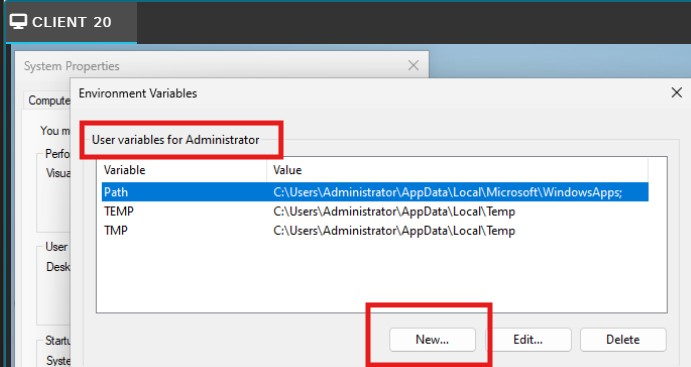 CLIENT 20
System Properties
Environment Variables
Compute
User variables for Administrator
You m
Perfo
Variable Value
Visua
Path C:\Users\Administrator\AppData\Local\Microsoft\WindowsApps;
TEMP C:\Users\Administrator\AppData\Local\Temp
TMP C:\Users\Administrator\AppData\Local\Temp
User
Desk
New... Edit... Delete
Startu
Syste